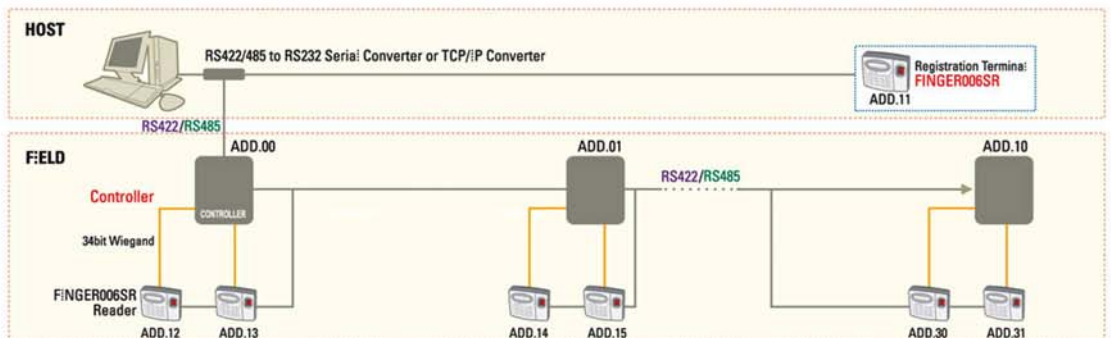 HOST
RS422/485 to RS232 Serial Converter or TCP/IP Converter
Registration Terminal
FINGER006SR
ADD.11
RS422/RS485
FIELD
ADD.00
ADD.01
ADD.10
RS422/RS485
Controller
CONTROLLER
34bit Wiegand
FINGER006SR
Reader
ADD.12
ADD.13
ADD.14
ADD.15
ADD.30
ADD.31